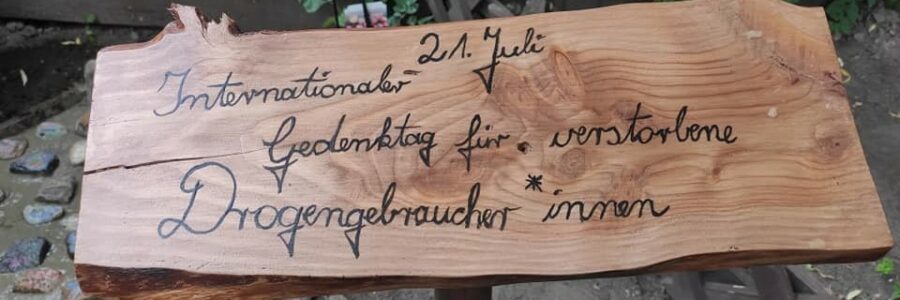 21. Juli
Internationaler
Gedenktag für verstorbene
Drogengebraucher*innen